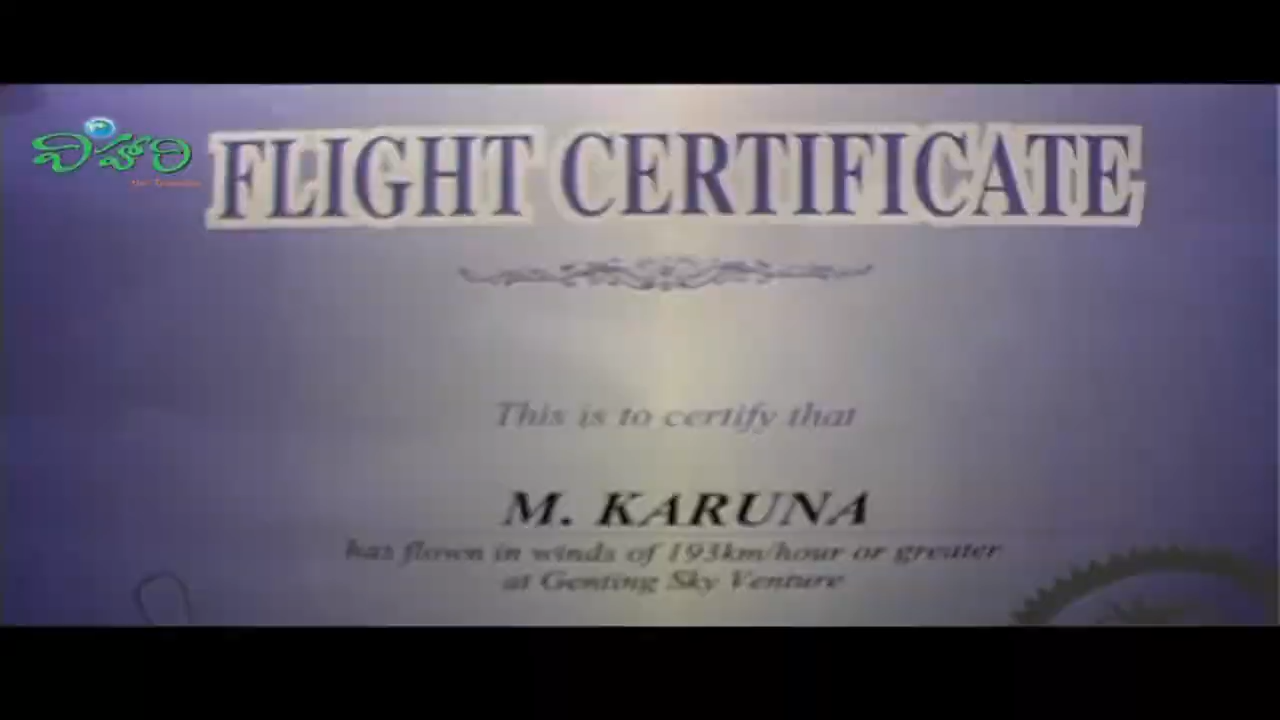 విహారి
FLIGHT CERTIFICATE
This is to certify that
M. KARUNA
has flown in winds of 193km/hour or greater
at Genting Sky Venture